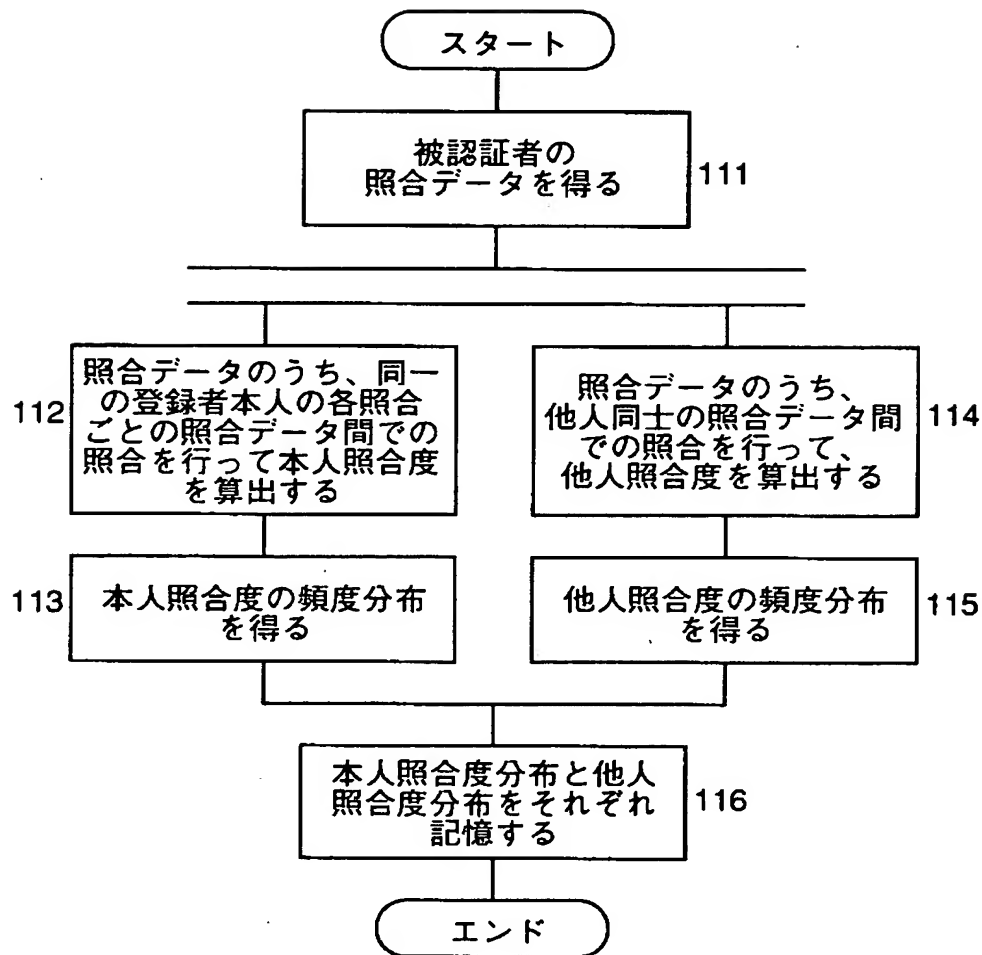 スタート
被認証者の
照合データを得る
111
照合データのうち、同一
の登録者本人の各照合
ごとの照合データ間での
照合を行って本人照合度
を算出する
112
照合データのうち、
他人同士の照合データ間
での照合を行って、
他人照合度を算出する
114
113
本人照合度の頻度分布
を得る
他人照合度の頻度分布
を得る
115
本人照合度分布と他人
照合度分布をそれぞれ
記憶する
116
エンド